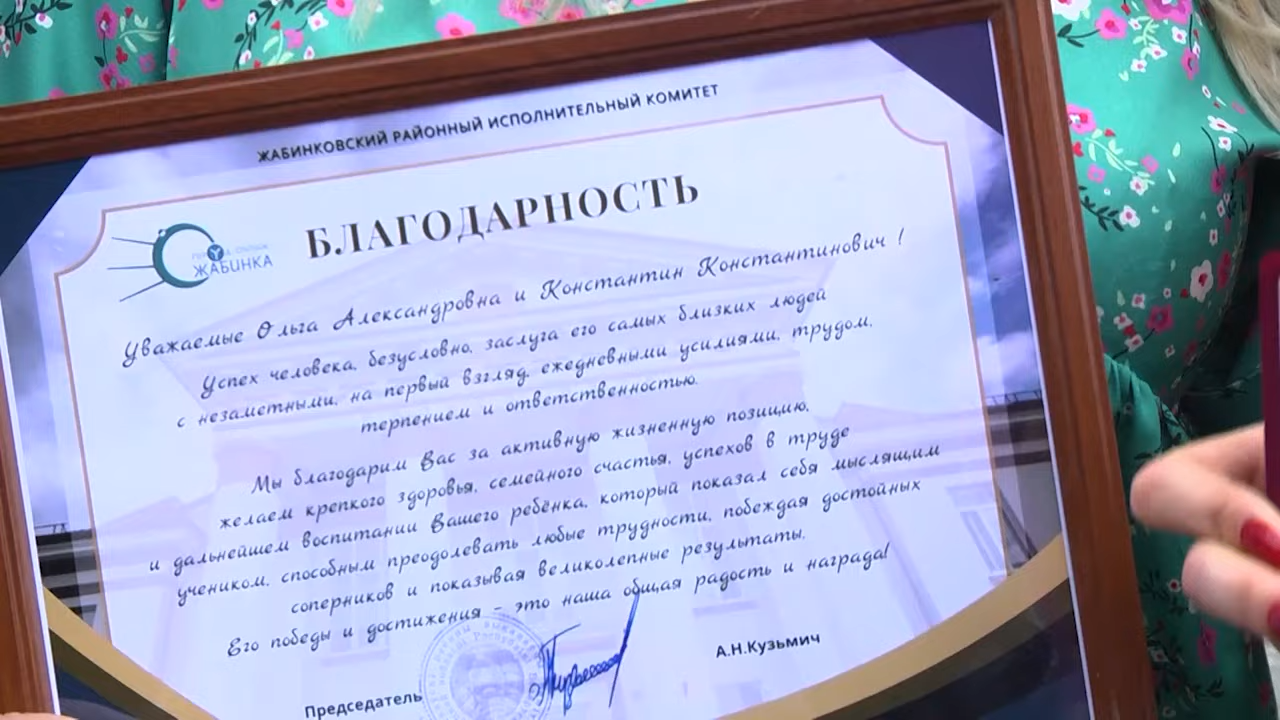 ЖАБИНКОВСКИЙ РАЙОННЫЙ ИСПОЛНИТЕЛЬНЫЙ КОМИТЕТ
БЛАГОДАРНОСТЬ
ЖАБИНКА
Уважаемые Ольга Александровна и Константин Константинович !
Успех человека, безусловно, заслуга его самых близких людей
с незаметными, на первый взгляд, ежедневными усилиями, трудом,
терпением и ответственностью.
Мы благодарим Вас за активную жизненную позицию,
желаем крепкого здоровья, семейного счастья, успехов в труде
и дальнейшем воспитании Вашего ребёнка, который показал себя мыслящим
учеником, способным преодолевать любые трудности, побеждая достойных
соперников и показывая великолепные результаты.
Его победы и достижения – это наша общая радость и награда!
Председатель
А.Н.Кузьмич